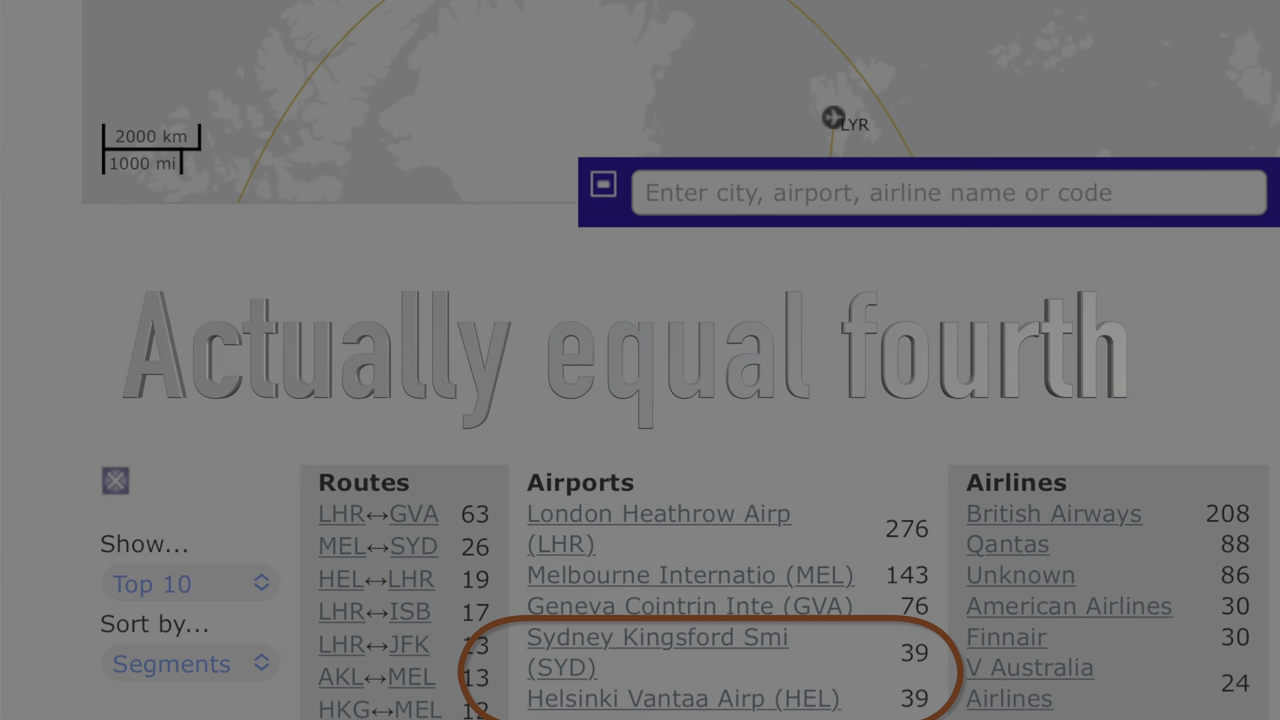 LYR
2000 km
1000 mi
Enter city, airport, airline name or code
Actually equal fourth
Show...
Top 10
Sort by...
Segments
Routes
LHR↔GVA 63
MEL↔SYD 26
HEL↔LHR 19
LHR↔ISB 17
LHR↔JFK 13
AKL↔MEL 13
HKG↔MEL 12
Airports
London Heathrow Airp
(LHR) 276
Melbourne Internatio (MEL) 143
Geneva Cointrin Inte (GVA) 76
Sydney Kingsford Smi
(SYD) 39
Helsinki Vantaa Airp (HEL) 39
Airlines
British Airways 208
Qantas 88
Unknown 86
American Airlines 30
Finnair 30
V Australia
Airlines 24